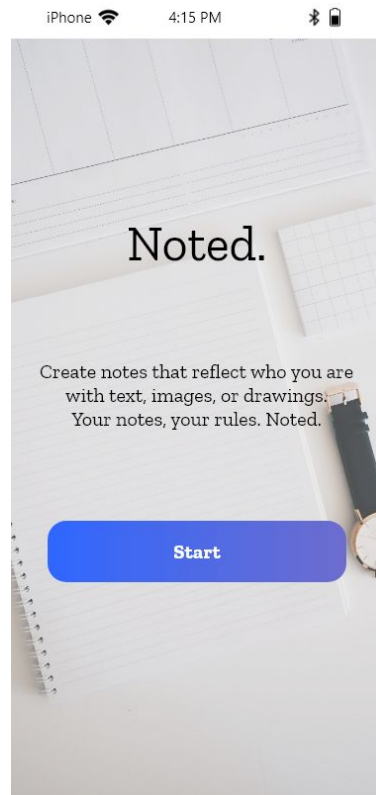 iPhone 4:15 PM
Noted.
Create notes that reflect who you are
with text, images, or drawings.
Your notes, your rules. Noted.
Start